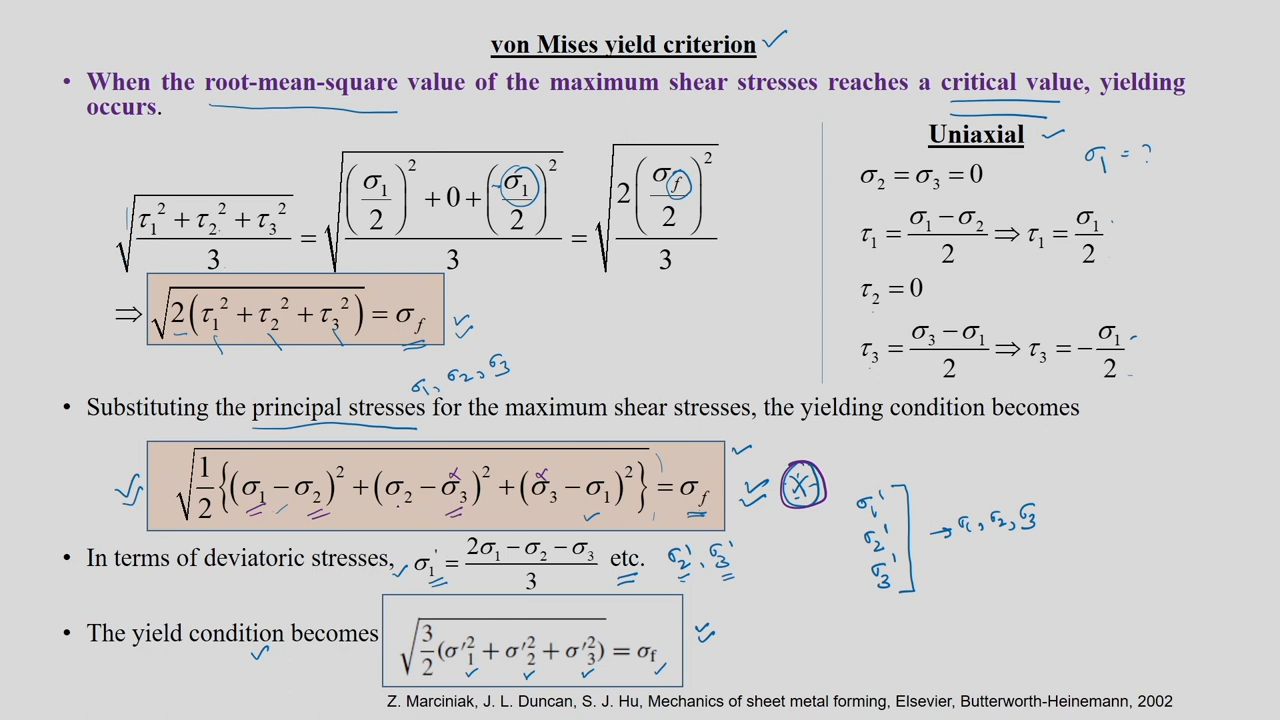 von Mises yield criterion ✓
• When the root-mean-square value of the maximum shear stresses reaches a critical value, yielding
occurs.
√((τ₁² + τ₂² + τ₃²)/3) = √(((σ₁/2)² + 0 + (-σ₁/2)²)/3) = √(2(σ_f/2)²/3)
⇒ √(2(τ₁² + τ₂² + τ₃²)) = σ_f
Uniaxial
σ₁ = ?
σ₂ = σ₃ = 0
τ₁ = (σ₁ − σ₂)/2 ⇒ τ₁ = σ₁/2
τ₂ = 0
τ₃ = (σ₃ − σ₁)/2 ⇒ τ₃ = −σ₁/2
σ₁, σ₂, σ₃
• Substituting the principal stresses for the maximum shear stresses, the yielding condition becomes
√(1/2 {(σ₁ − σ₂)² + (σ₂ − σ₃)² + (σ₃ − σ₁)²}) = σ_f
σ₁'
σ₂'
σ₃'
→ σ₁, σ₂, σ₃
• In terms of deviatoric stresses, σ₁' = (2σ₁ − σ₂ − σ₃)/3 etc. σ₂', σ₃'
• The yield condition becomes √(3/2 (σ'₁² + σ'₂² + σ'₃²)) = σ_f
Z. Marciniak, J. L. Duncan, S. J. Hu, Mechanics of sheet metal forming, Elsevier, Butterworth-Heinemann, 2002